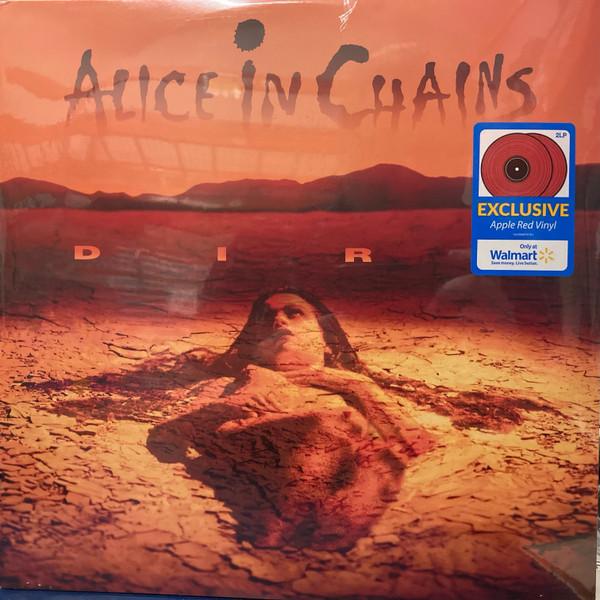 ALICE IN CHAINS
2LP
EXCLUSIVE
Apple Red Vinyl
Only at
Walmart
Save money. Live better.
D I R